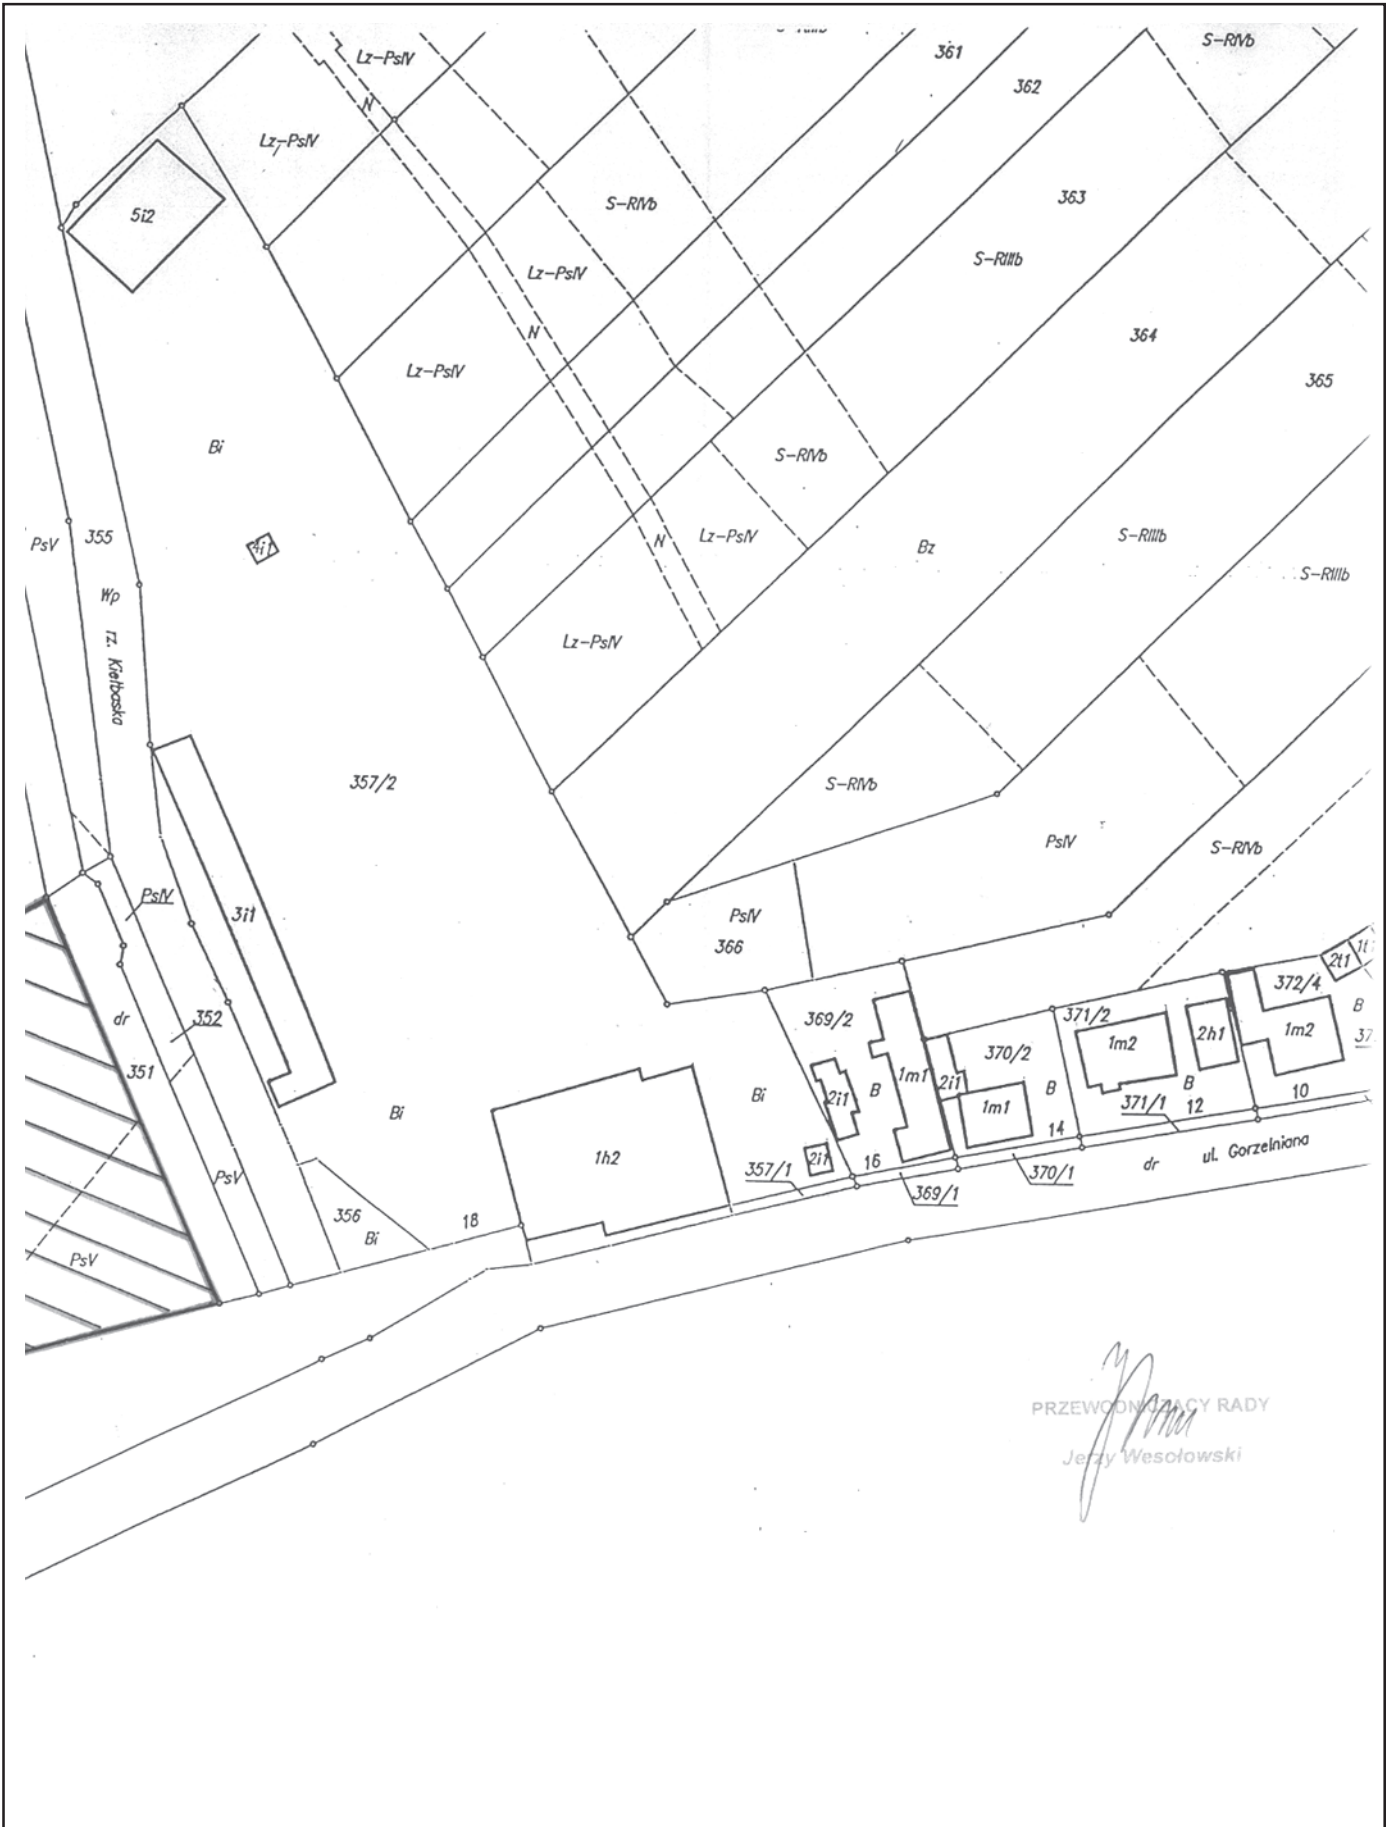 S-RIVb
361
Lz-PsIV
362
N
Lz-PsIV
363
S-RIVb
5i2
S-RIIIb
Lz-PsIV
N
364
Lz-PsIV
365
Bi
S-RIVb
355
PsV
4i1
N
Lz-PsIV
Bz
S-RIIIb
S-RIIIb
Wp
rz. Kiełbaska
Lz-PsIV
357/2
S-RIVb
PsIV
S-RIVb
PsIV
3i1
PsIV
366
2t1
372/4
dr
352
369/2
371/2
B
351
370/2
1m2
2h1
1m2
1m1
2i1
Bi
Bi
2i1
B
1m1
B
B
371/1
12
10
1h2
2i1
357/1
16
14
370/1
dr
ul. Gorzelniana
369/1
PsV
356
Bi
18
PsV
PRZEWODNICZĄCY RADY
Jerzy Wesołowski